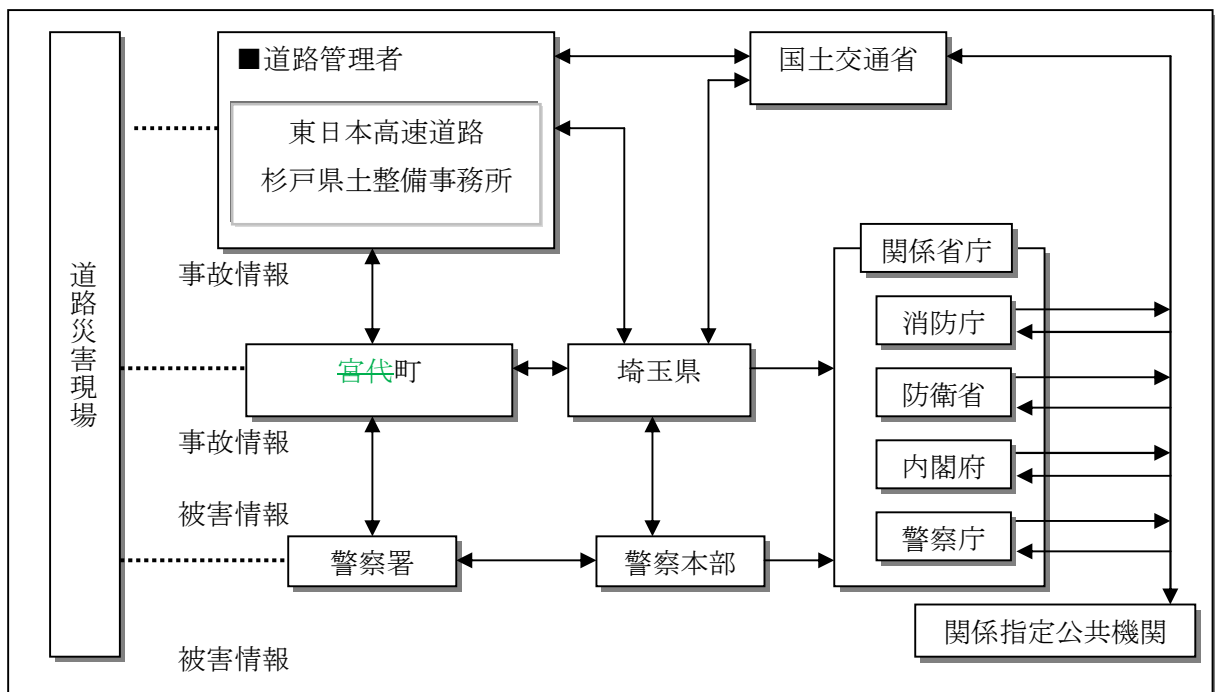 ■道路管理者
東日本高速道路
杉戸県土整備事務所
国土交通省
道路災害現場
事故情報
関係省庁
消防庁
宮代町
埼玉県
防衛省
事故情報
内閣府
被害情報
警察署
警察本部
警察庁
関係指定公共機関
被害情報